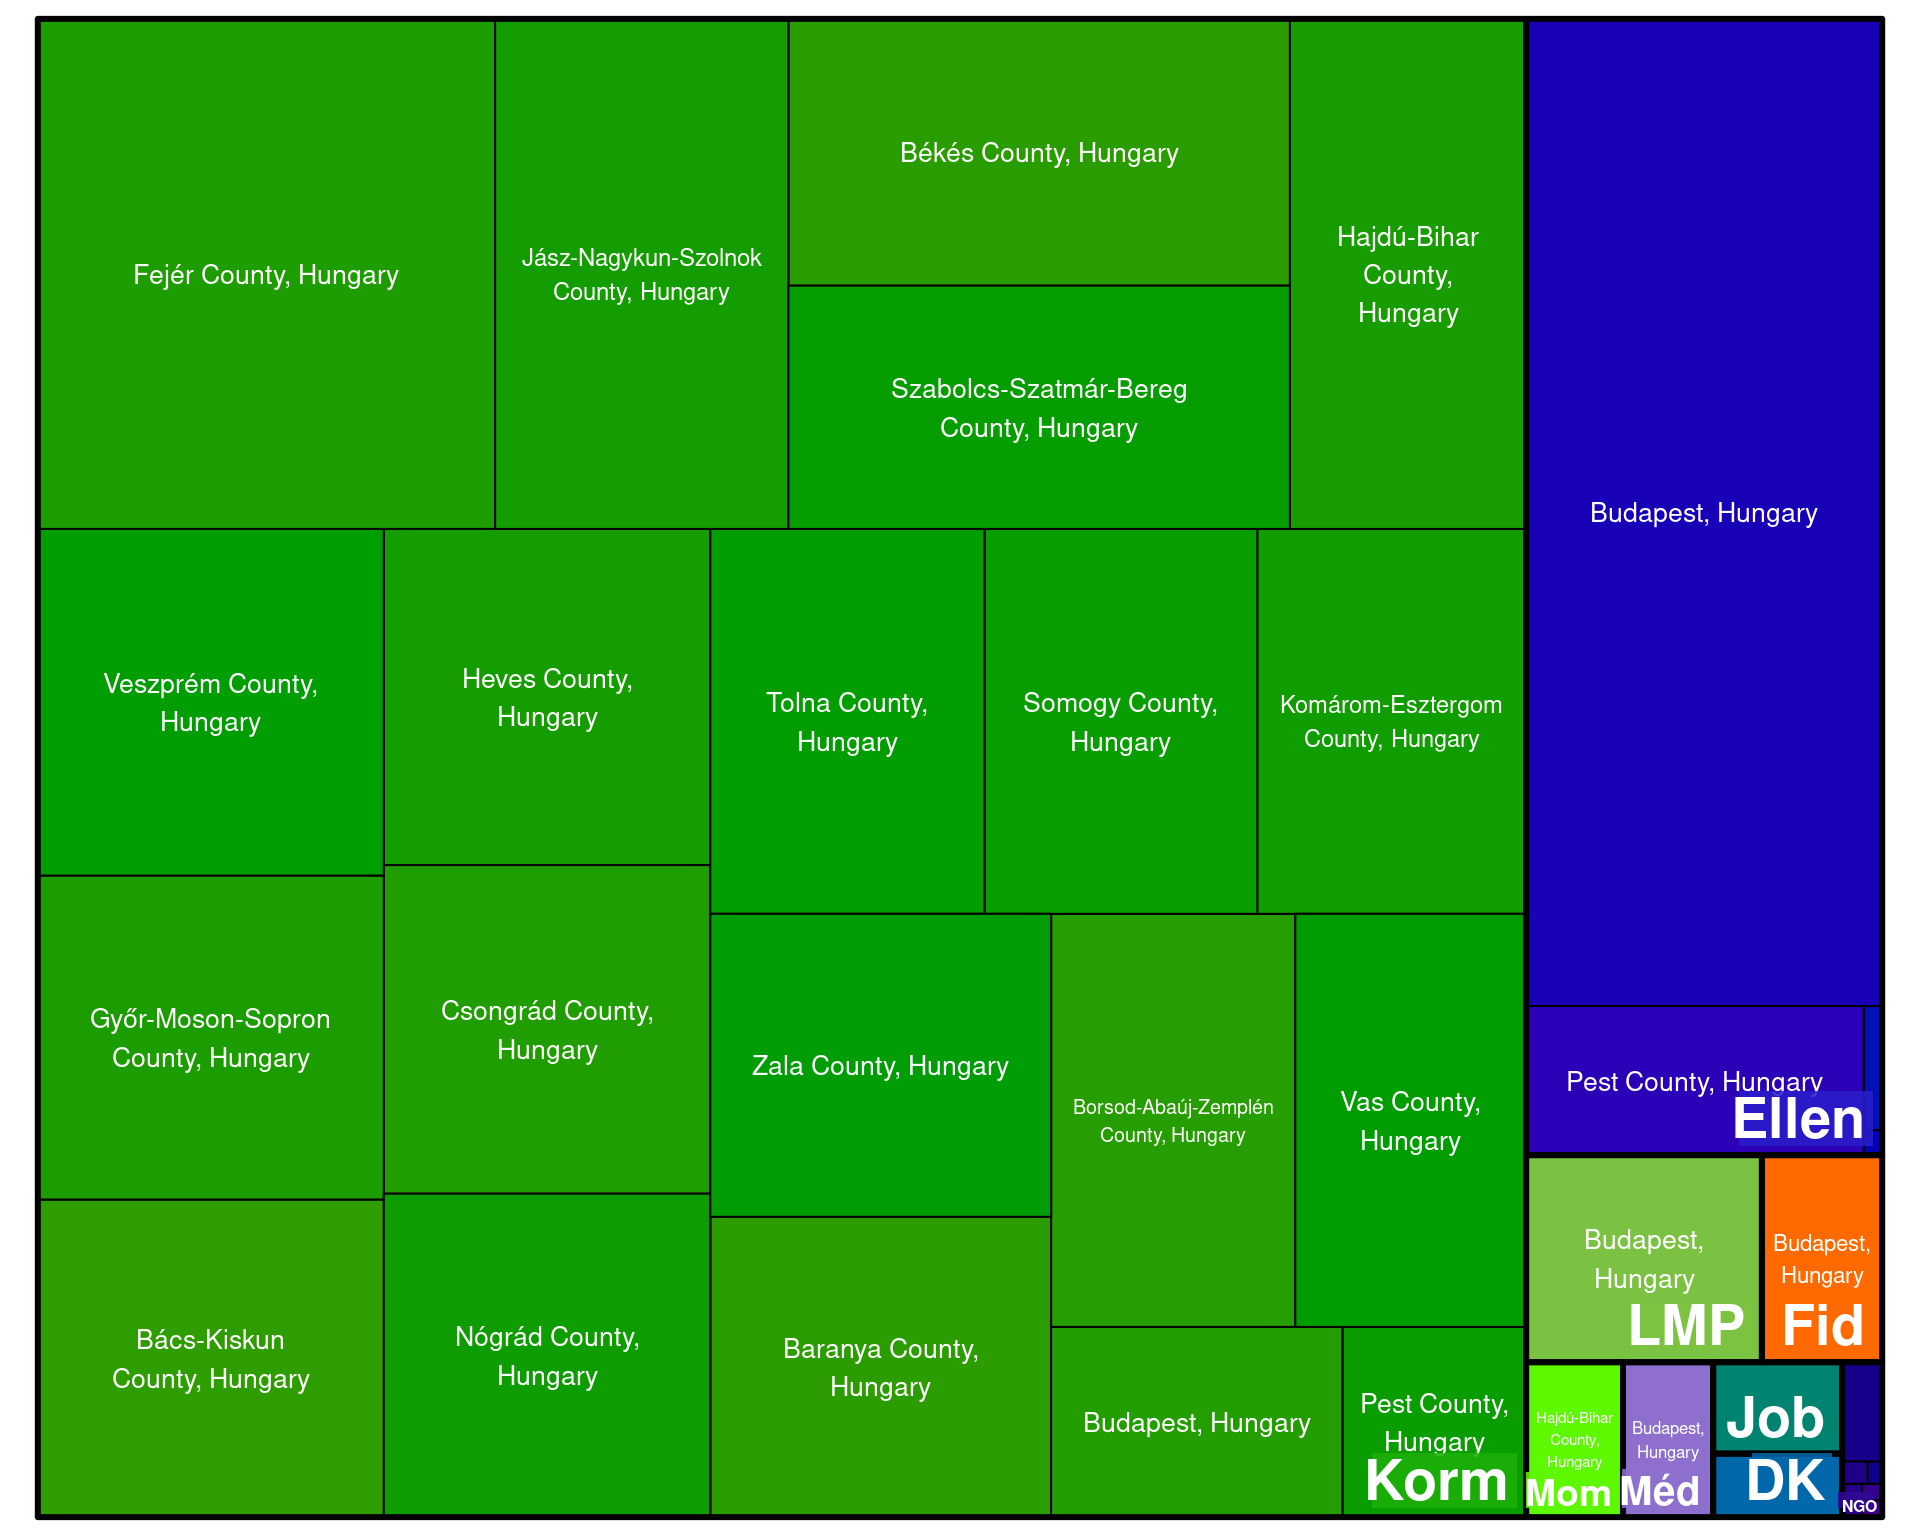 Fejér County, Hungary
Jász-Nagykun-Szolnok
County, Hungary
Békés County, Hungary
Szabolcs-Szatmár-Bereg
County, Hungary
Hajdú-Bihar
County,
Hungary
Veszprém County,
Hungary
Heves County,
Hungary
Tolna County,
Hungary
Somogy County,
Hungary
Komárom-Esztergom
County, Hungary
Győr-Moson-Sopron
County, Hungary
Csongrád County,
Hungary
Zala County, Hungary
Borsod-Abaúj-Zemplén
County, Hungary
Vas County,
Hungary
Bács-Kiskun
County, Hungary
Nógrád County,
Hungary
Baranya County,
Hungary
Budapest, Hungary
Pest County,
Hungary
Korm
Budapest, Hungary
Pest County, Hungary
Ellen
Budapest,
Hungary
LMP
Budapest,
Hungary
Fid
Hajdú-Bihar
County,
Hungary
Mom
Budapest,
Hungary
Méd
Job
DK
NGO